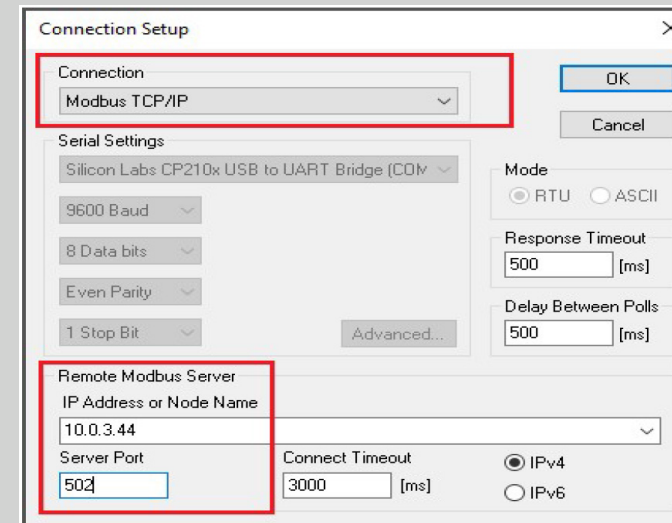 Connection Setup
Connection
OK
Modbus TCP/IP
Cancel
Serial Settings
Silicon Labs CP210x USB to UART Bridge (COM
Mode
RTU ASCII
9600 Baud
Response Timeout
8 Data bits
500 [ms]
Even Parity
Delay Between Polls
1 Stop Bit Advanced... 500 [ms]
Remote Modbus Server
IP Address or Node Name
10.0.3.44
Server Port Connect Timeout IPv4
502 3000 [ms]
IPv6